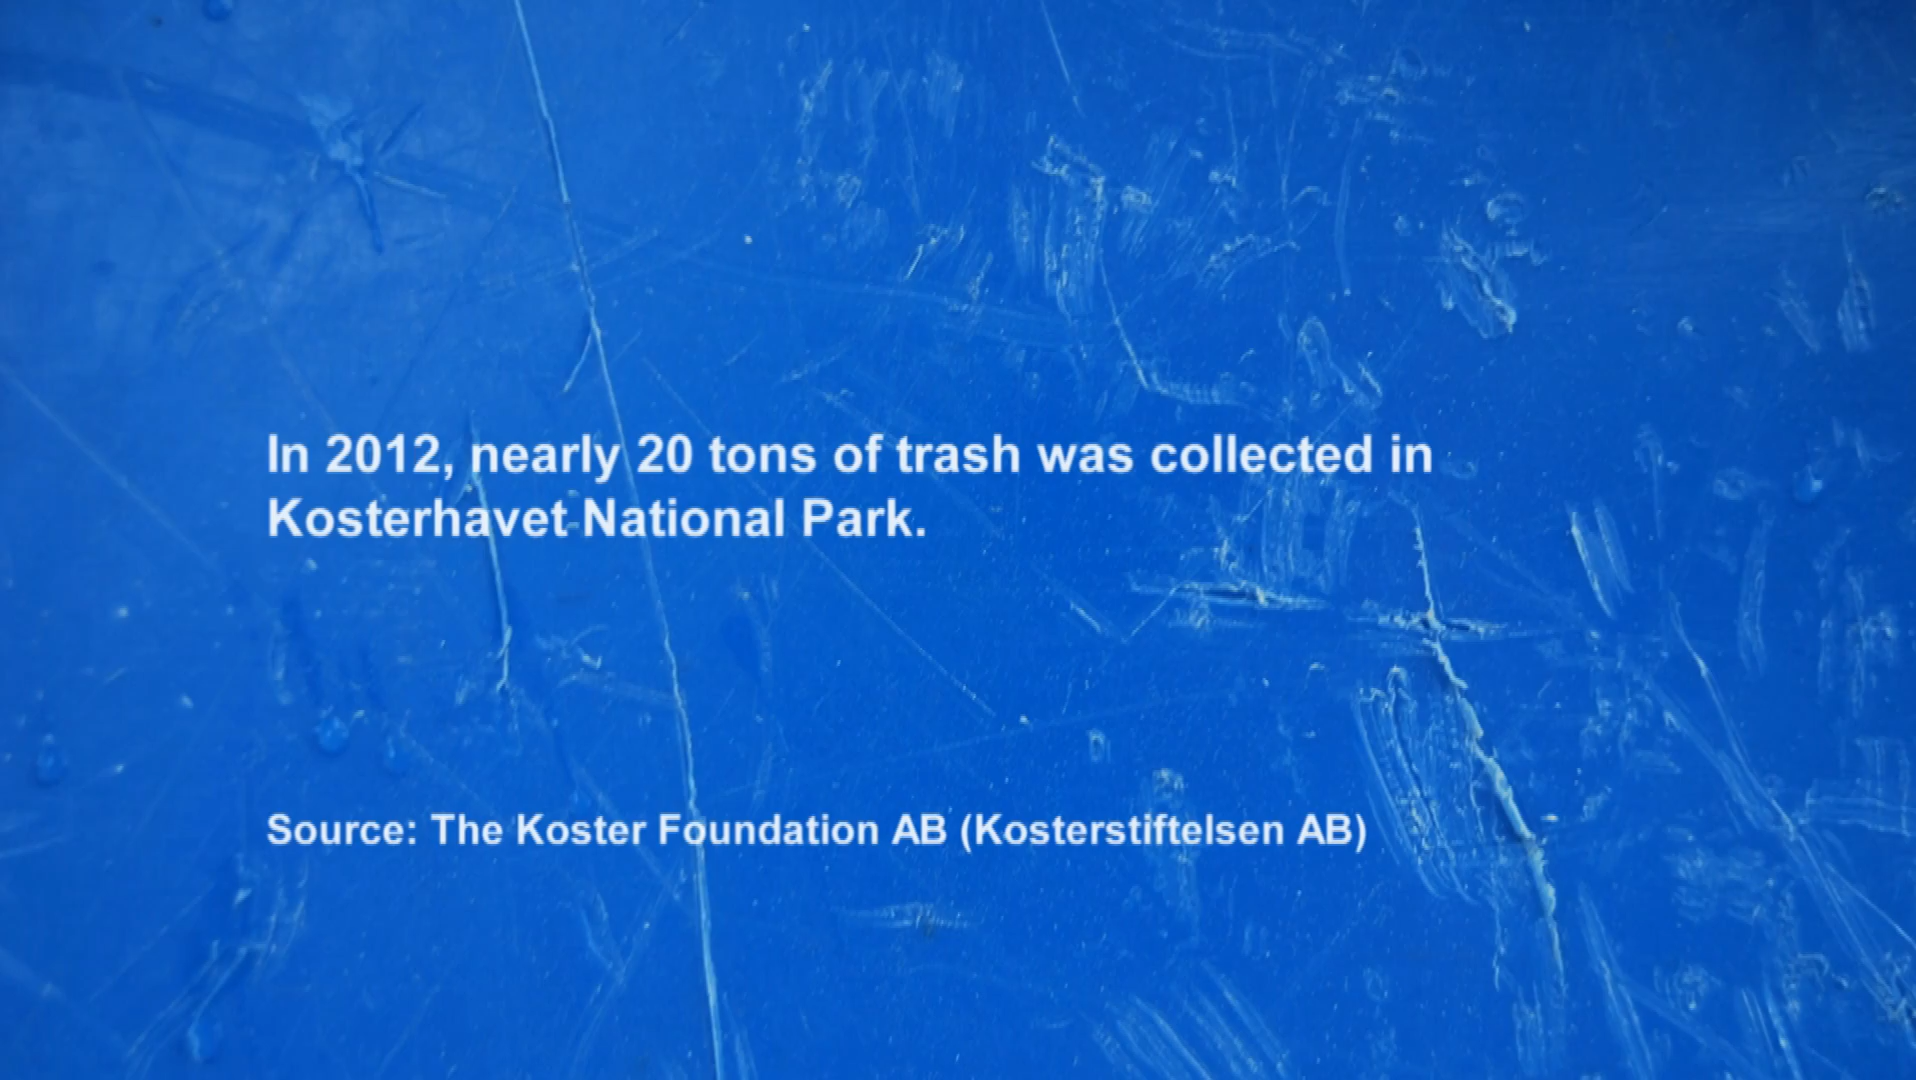 In 2012, nearly 20 tons of trash was collected in
Kosterhavet National Park.
Source: The Koster Foundation AB (Kosterstiftelsen AB)